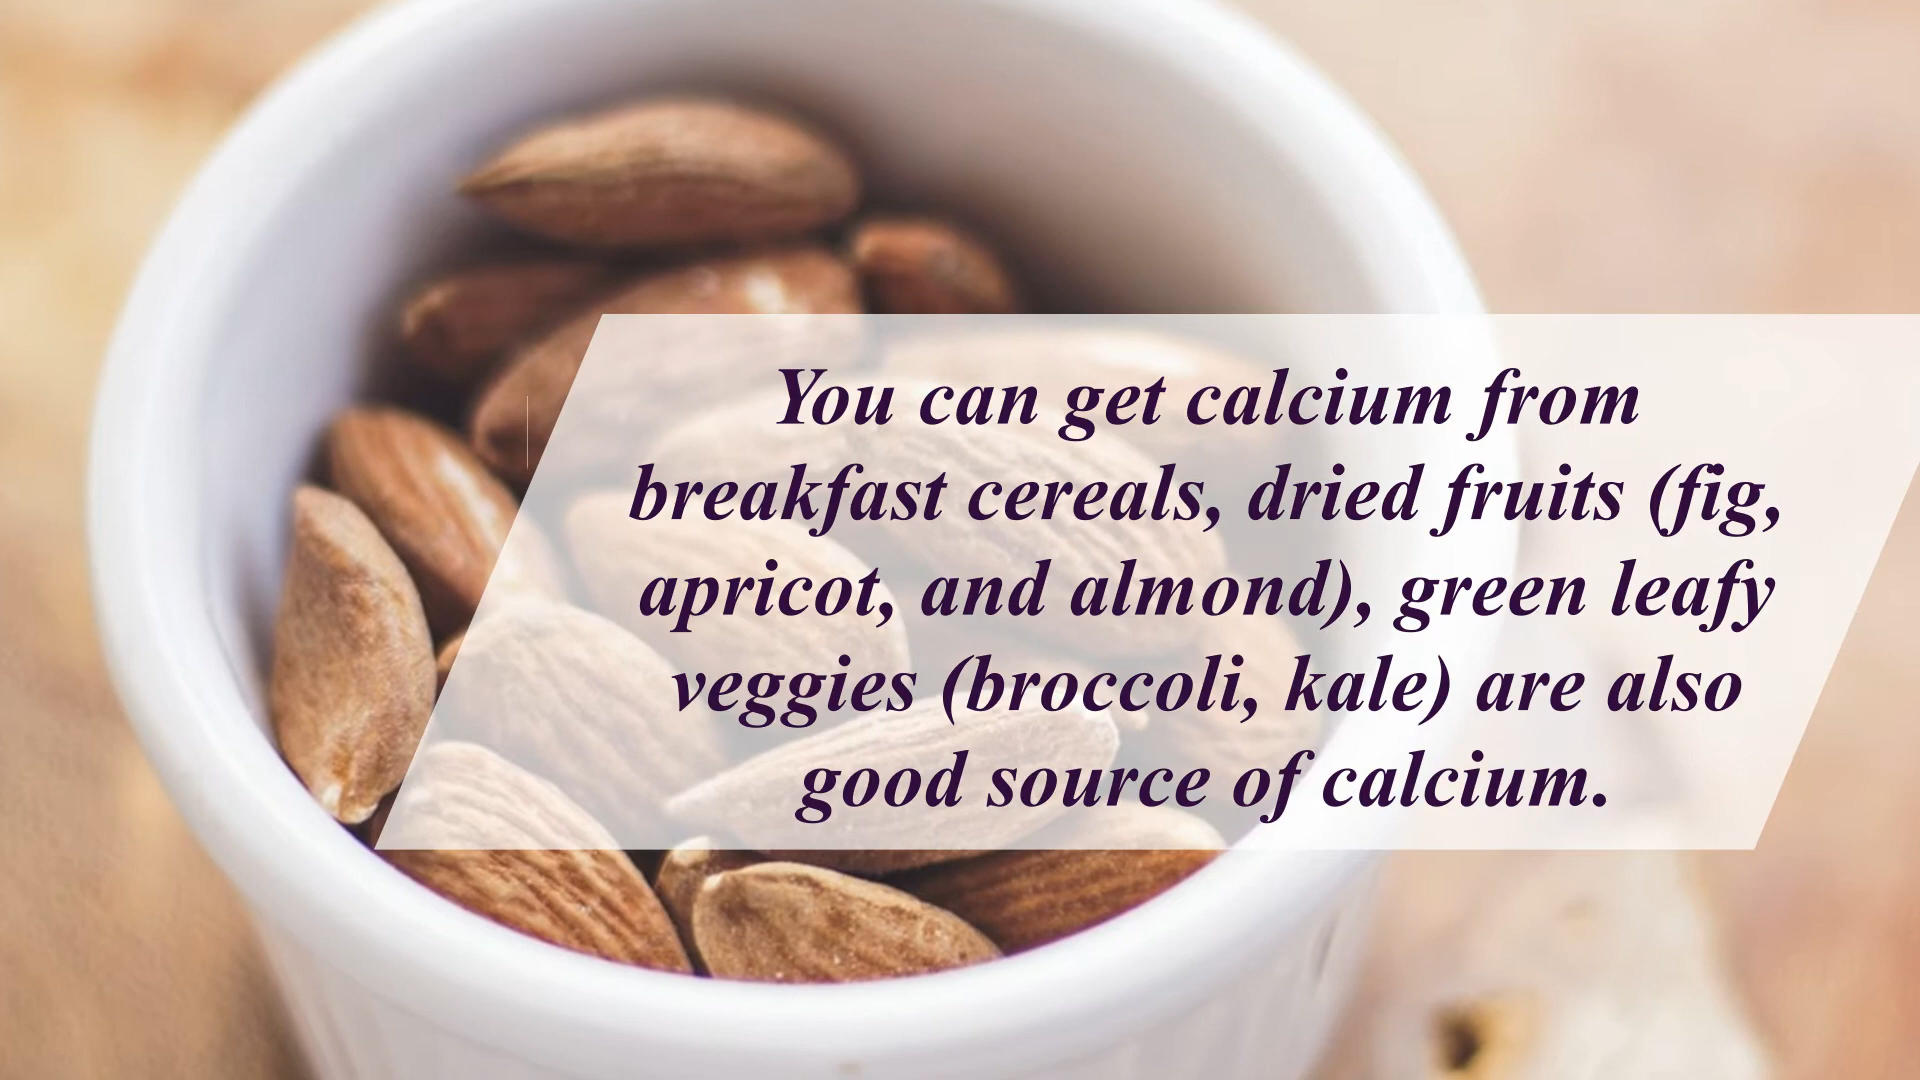 You can get calcium from
breakfast cereals, dried fruits (fig,
apricot, and almond), green leafy
veggies (broccoli, kale) are also
good source of calcium.